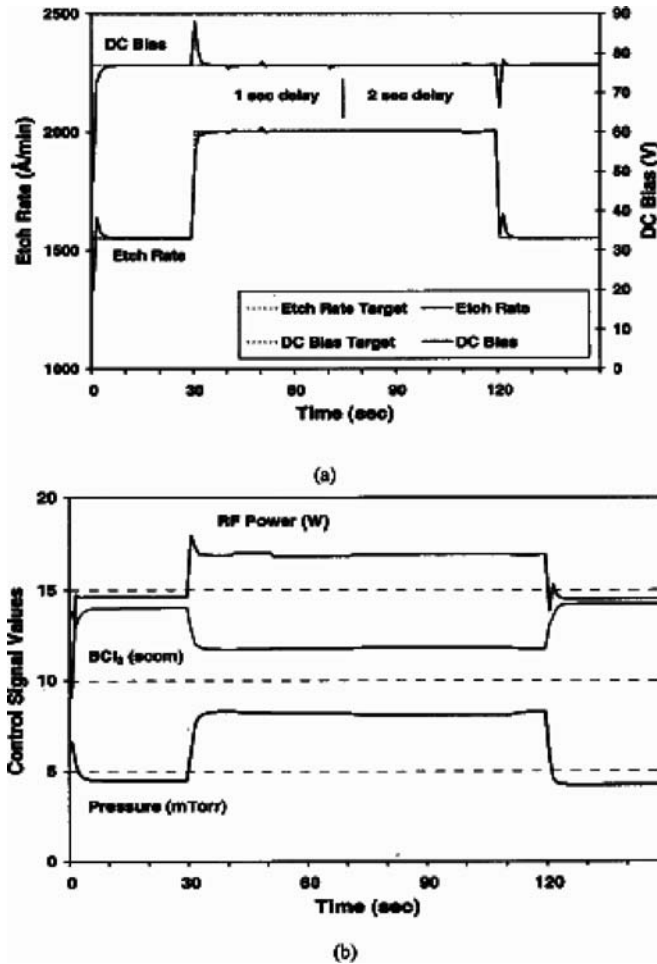 2500
90
DC Bias
80
1 sec delay
2 sec delay
70
2000
60
50
Etch Rate (Å/min)
DC Bias (V)
40
1500
30
Etch Rate
Etch Rate Target
Etch Rate
20
DC Bias Target
DC Bias
10
1000
0
0 30 60 90 120
Time (sec)
(a)
20
RF Power (W)
15
BCl₃ (sccm)
10
Control Signal Values
5
Pressure (mTorr)
0
0 30 60 90 120
Time (sec)
(b)